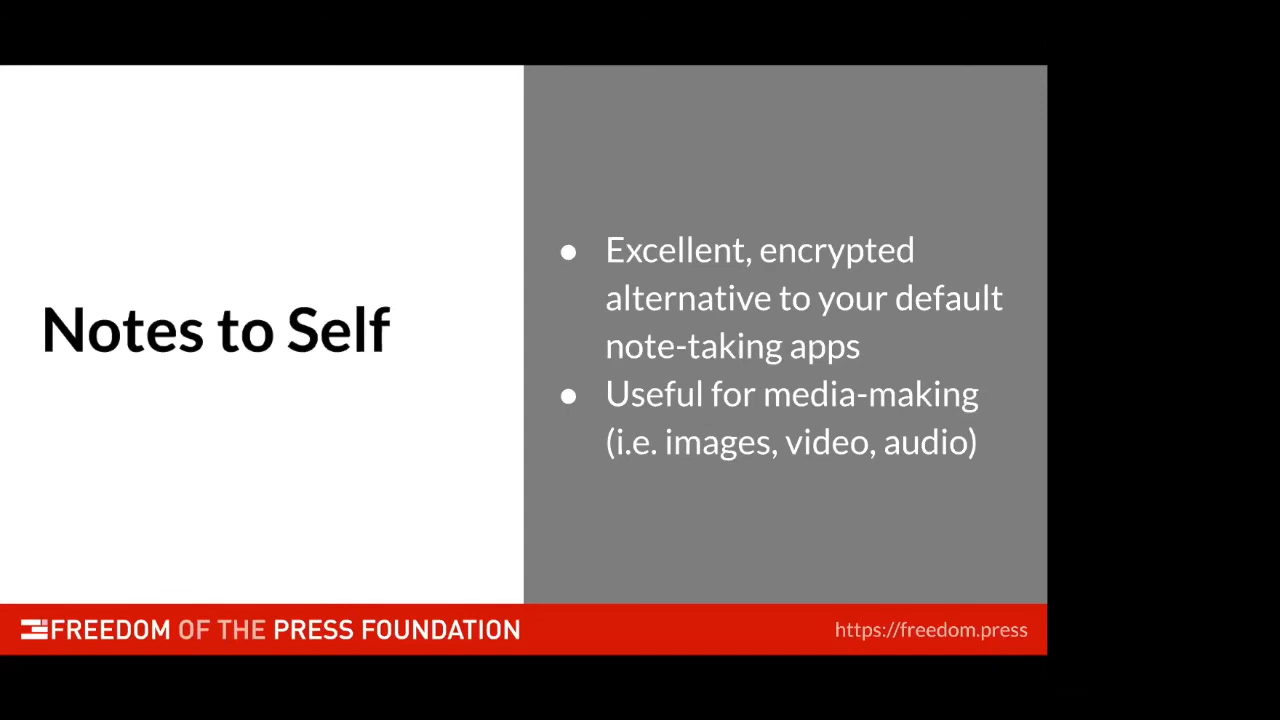 Notes to Self
● Excellent, encrypted
alternative to your default
note-taking apps
● Useful for media-making
(i.e. images, video, audio)
FREEDOM OF THE PRESS FOUNDATION
https://freedom.press